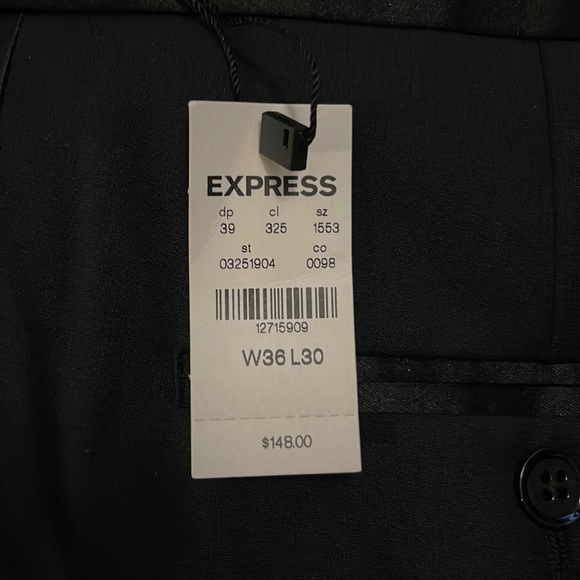 EXPRESS
dp cl sz
39 325 1553
st co
03251904 0098
12715909
W36 L30
$148.00